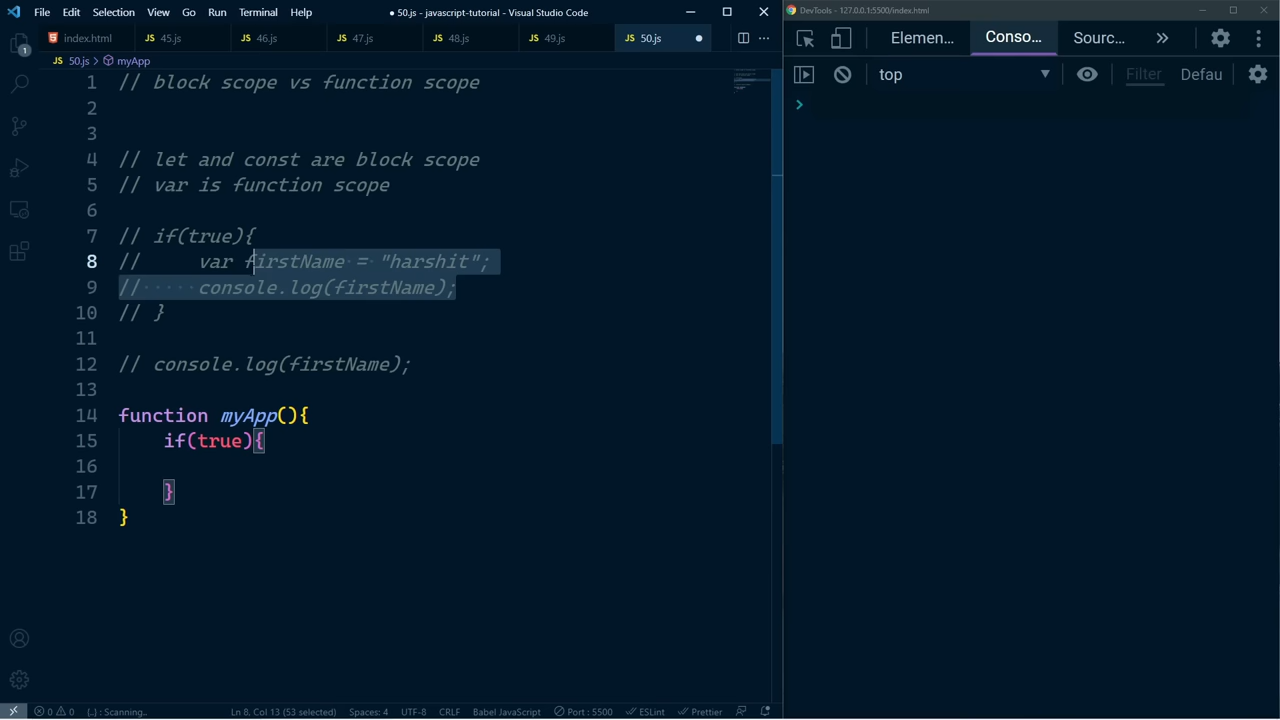 File Edit Selection View Go Run Terminal Help
● 50.js - javascript-tutorial - Visual Studio Code
index.html JS 45.js JS 46.js JS 47.js JS 48.js JS 49.js JS 50.js
JS 50.js > myApp
1 // block scope vs function scope
2
3
4 // let and const are block scope
5 // var is function scope
6
7 // if(true){
8 //     var firstName = "harshit";
9 //     console.log(firstName);
10 // }
11
12 // console.log(firstName);
13
14 function myApp(){
15     if(true){
16
17     }
18 }
1
0 0 {..} : Scanning.. Ln 8, Col 13 (53 selected) Spaces: 4 UTF-8 CRLF Babel JavaScript Port : 5500 ESLint Prettier
DevTools - 127.0.0.1:5500/index.html
Elemen... Conso... Sourc... »
top Filter Defau
>